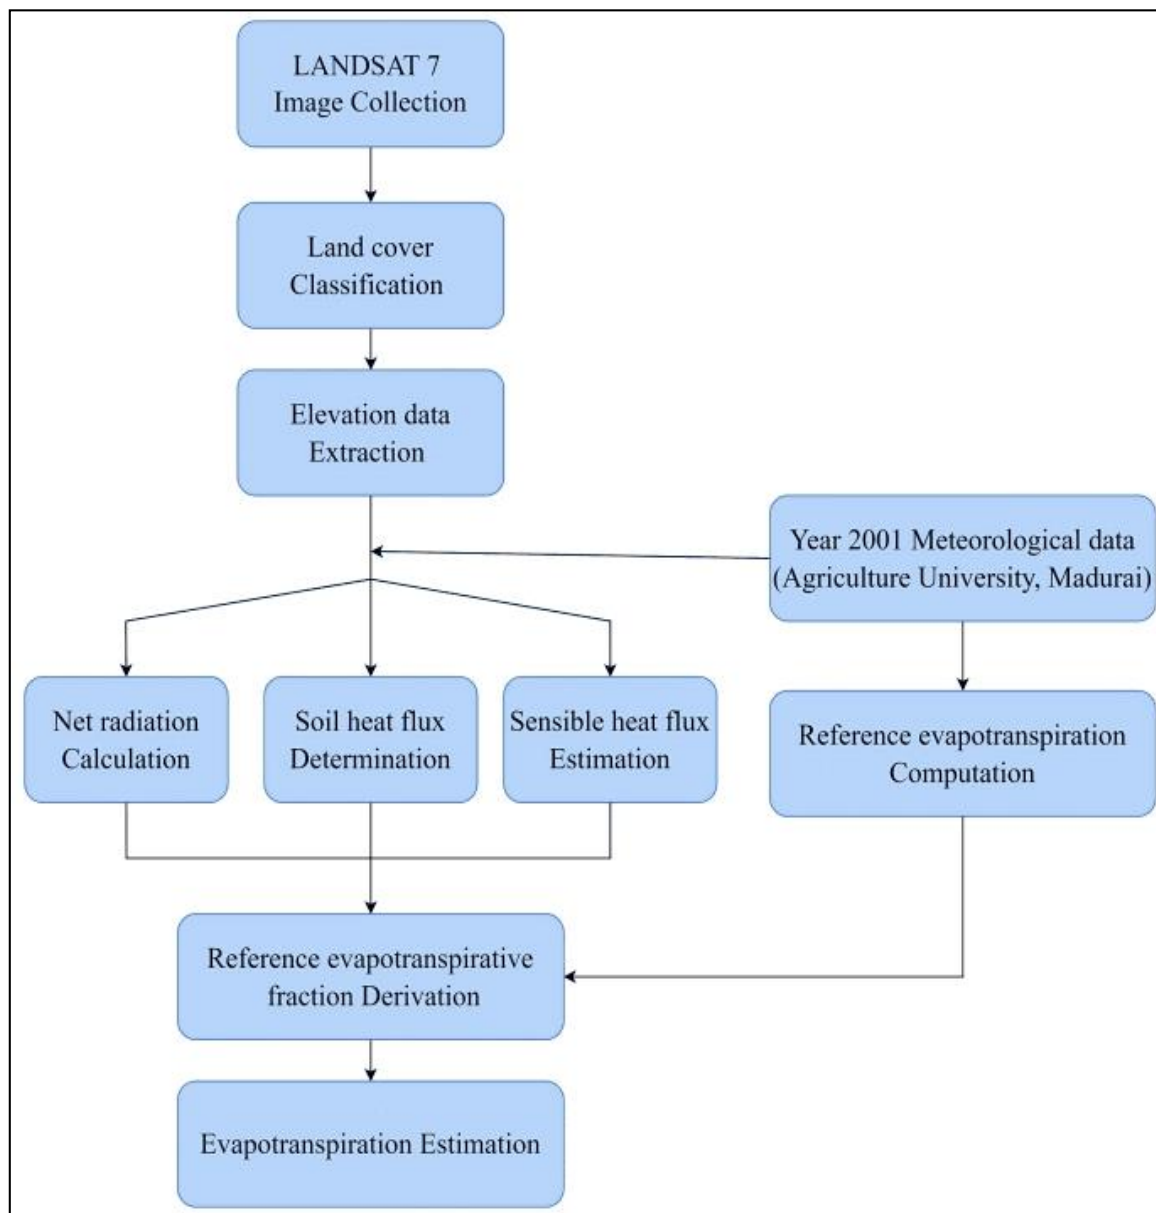 LANDSAT 7
Image Collection
Land cover
Classification
Elevation data
Extraction
Year 2001 Meteorological data
(Agriculture University, Madurai)
Net radiation
Calculation
Soil heat flux
Determination
Sensible heat flux
Estimation
Reference evapotranspiration
Computation
Reference evapotranspirative
fraction Derivation
Evapotranspiration Estimation